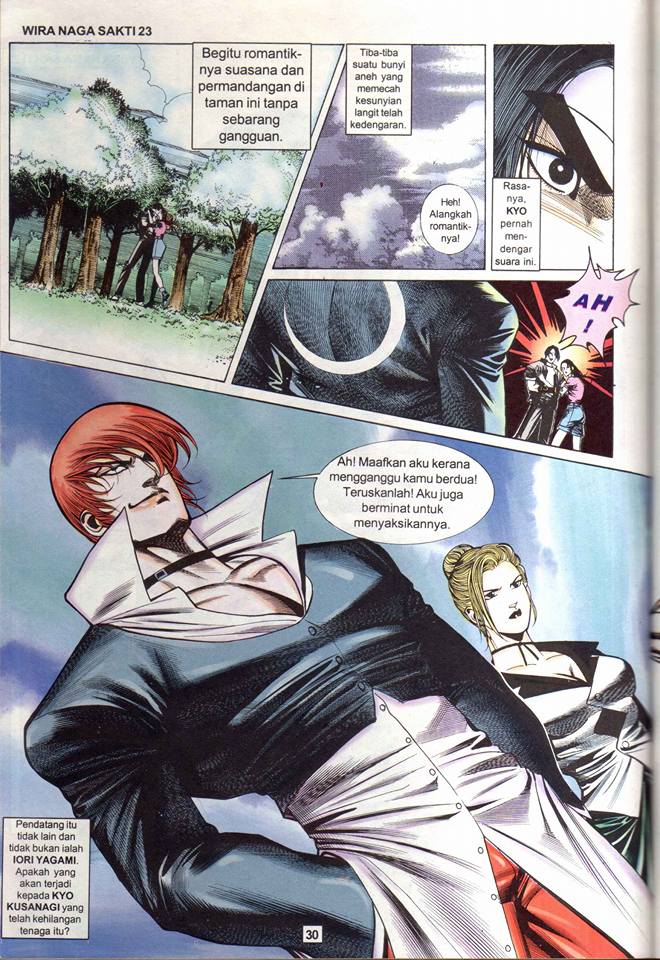 WIRA NAGA SAKTI 23
Begitu romantik-
nya suasana dan
permandangan di
taman ini tanpa
sebarang
gangguan.
Tiba-tiba
suatu bunyi
aneh yang
memecah
kesunyian
langit telah
kedengaran.
Heh!
Alangkah
romantik-
nya!
Rasa-
nya,
KYO
pernah
men-
dengar
suara ini.
AH
!
Ah! Maafkan aku kerana
mengganggu kamu berdua!
Teruskanlah! Aku juga
berminat untuk
menyaksikannya.
Pendatang itu
tidak lain dan
tidak bukan ialah
IORI YAGAMI.
Apakah yang
akan terjadi
kepada KYO
KUSANAGI yang
telah kehilangan
tenaga itu?
30